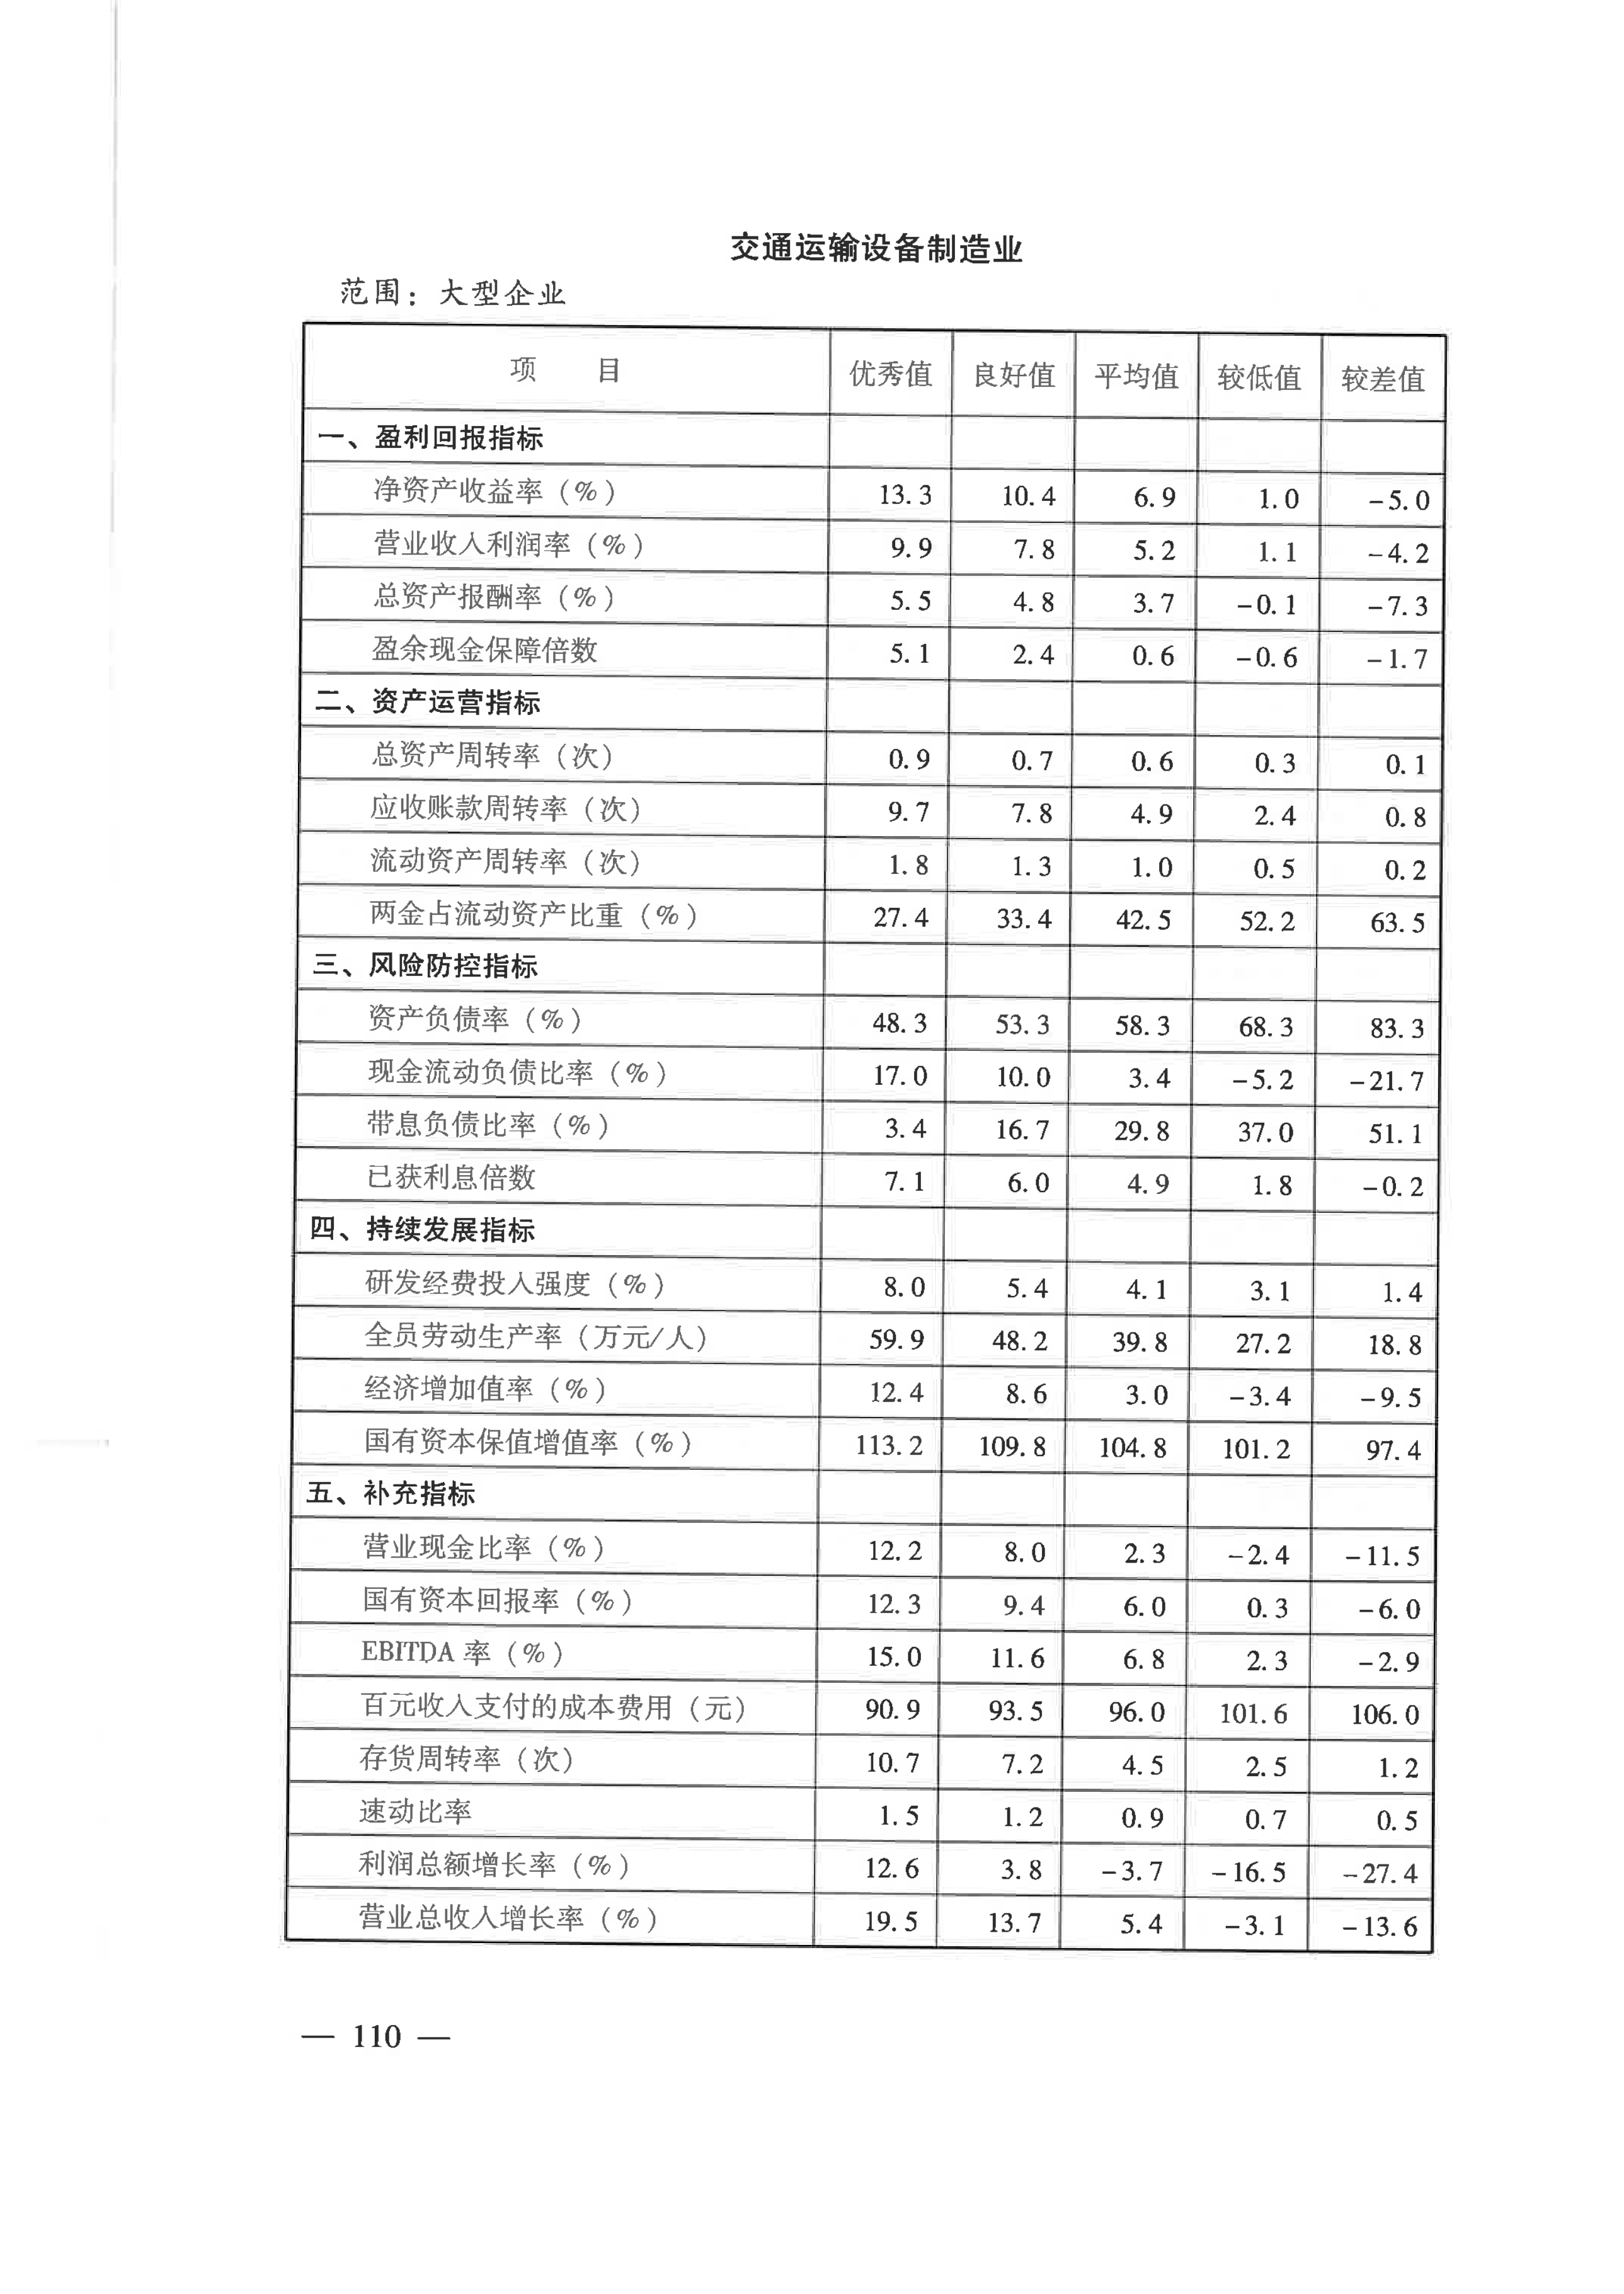 交通运输设备制造业
范围：大型企业
项 目 优秀值 良好值 平均值 较低值 较差值
一、盈利回报指标
净资产收益率（%） 13.3 10.4 6.9 1.0 -5.0
营业收入利润率（%） 9.9 7.8 5.2 1.1 -4.2
总资产报酬率（%） 5.5 4.8 3.7 -0.1 -7.3
盈余现金保障倍数 5.1 2.4 0.6 -0.6 -1.7
二、资产运营指标
总资产周转率（次） 0.9 0.7 0.6 0.3 0.1
应收账款周转率（次） 9.7 7.8 4.9 2.4 0.8
流动资产周转率（次） 1.8 1.3 1.0 0.5 0.2
两金占流动资产比重（%） 27.4 33.4 42.5 52.2 63.5
三、风险防控指标
资产负债率（%） 48.3 53.3 58.3 68.3 83.3
现金流动负债比率（%） 17.0 10.0 3.4 -5.2 -21.7
带息负债比率（%） 3.4 16.7 29.8 37.0 51.1
已获利息倍数 7.1 6.0 4.9 1.8 -0.2
四、持续发展指标
研发经费投入强度（%） 8.0 5.4 4.1 3.1 1.4
全员劳动生产率（万元/人） 59.9 48.2 39.8 27.2 18.8
经济增加值率（%） 12.4 8.6 3.0 -3.4 -9.5
国有资本保值增值率（%） 113.2 109.8 104.8 101.2 97.4
五、补充指标
营业现金比率（%） 12.2 8.0 2.3 -2.4 -11.5
国有资本回报率（%） 12.3 9.4 6.0 0.3 -6.0
EBITDA 率（%） 15.0 11.6 6.8 2.3 -2.9
百元收入支付的成本费用（元） 90.9 93.5 96.0 101.6 106.0
存货周转率（次） 10.7 7.2 4.5 2.5 1.2
速动比率 1.5 1.2 0.9 0.7 0.5
利润总额增长率（%） 12.6 3.8 -3.7 -16.5 -27.4
营业总收入增长率（%） 19.5 13.7 5.4 -3.1 -13.6
— 110 —